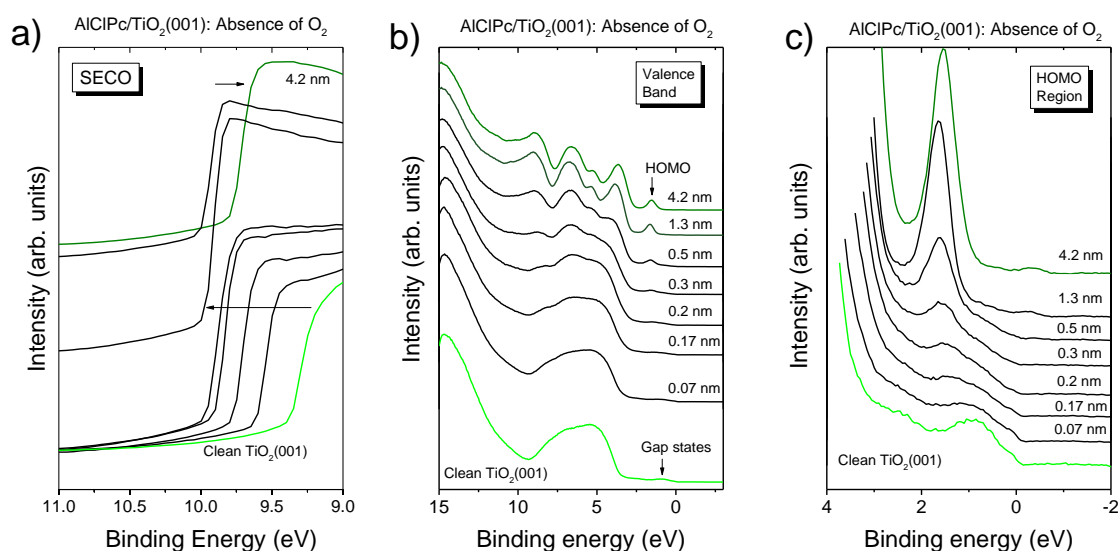 a)
AlClPc/TiO₂(001): Absence of O₂
SECO
4.2 nm
Clean TiO₂(001)
Intensity (arb. units)
11.0 10.5 10.0 9.5 9.0
Binding Energy (eV)
b)
AlClPc/TiO₂(001): Absence of O₂
Valence
Band
HOMO
4.2 nm
1.3 nm
0.5 nm
0.3 nm
0.2 nm
0.17 nm
0.07 nm
Gap states
Clean TiO₂(001)
Intensity (arb. units)
15 10 5 0
Binding energy (eV)
c)
AlClPc/TiO₂(001): Absence of O₂
HOMO
Region
4.2 nm
1.3 nm
0.5 nm
0.3 nm
0.2 nm
0.17 nm
0.07 nm
Clean TiO₂(001)
Intensity (arb. units)
4 2 0 -2
Binding energy (eV)